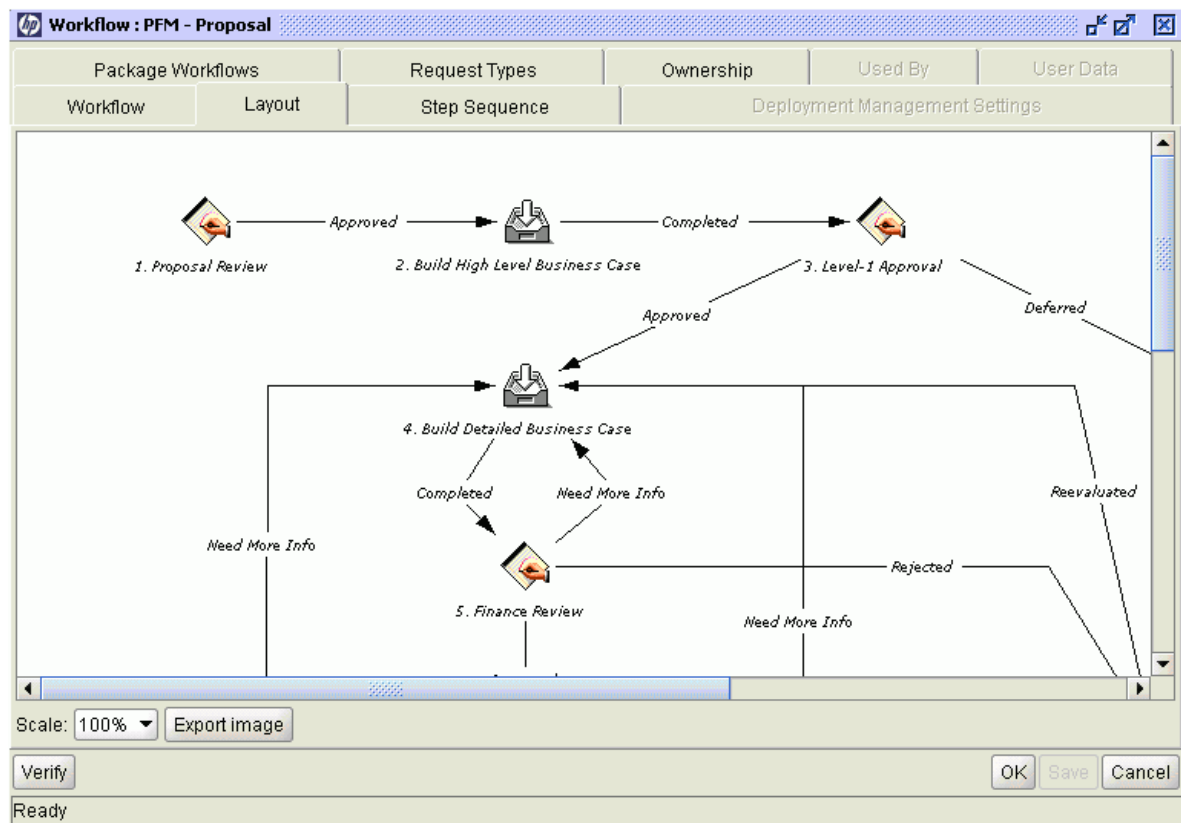 hp Workflow : PFM - Proposal
Package Workflows Request Types Ownership Used By User Data
Workflow Layout Step Sequence Deployment Management Settings
Approved Completed
1. Proposal Review 2. Build High Level Business Case 3. Level-1 Approval
Approved Deferred
4. Build Detailed Business Case
Completed Need More Info Reevaluated
Need More Info
Rejected
5. Finance Review
Need More Info
Scale: 100% Export image
Verify OK Save Cancel
Ready